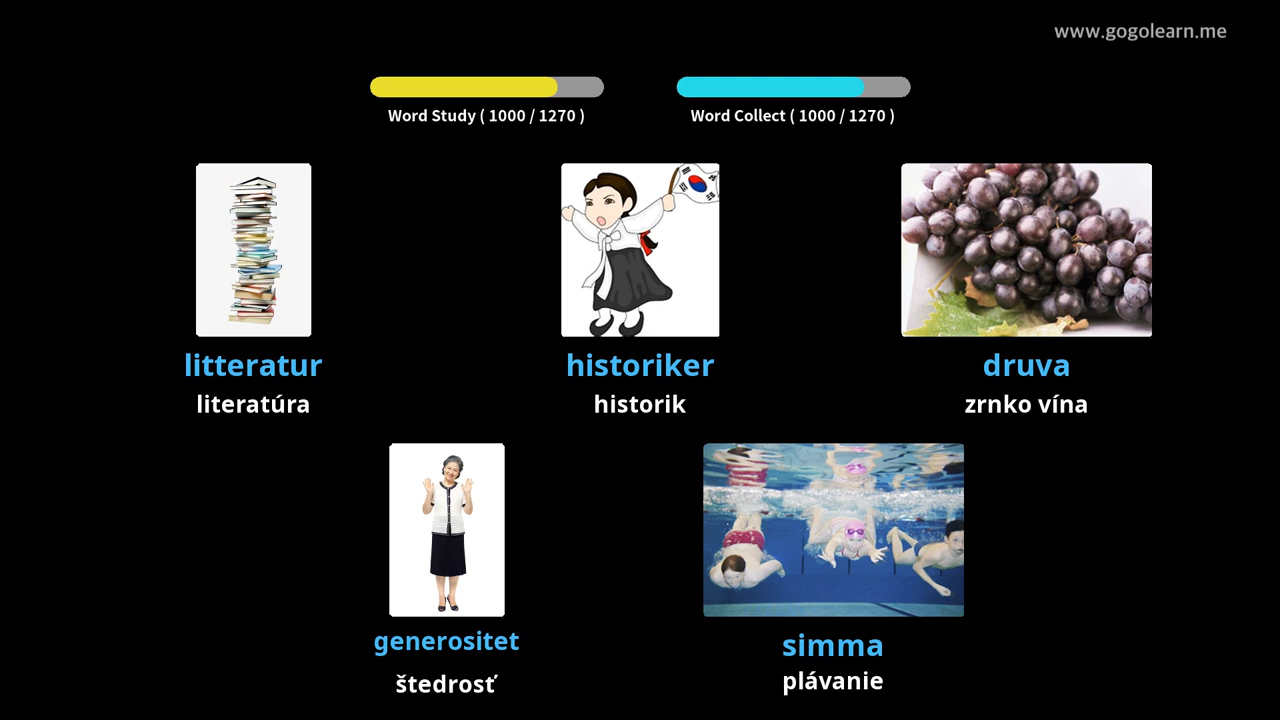 www.gogolearn.me
Word Study ( 1000 / 1270 )
Word Collect ( 1000 / 1270 )
litteratur
literatúra
historiker
historik
druva
zrnko vína
generositet
štedrosť
simma
plávanie